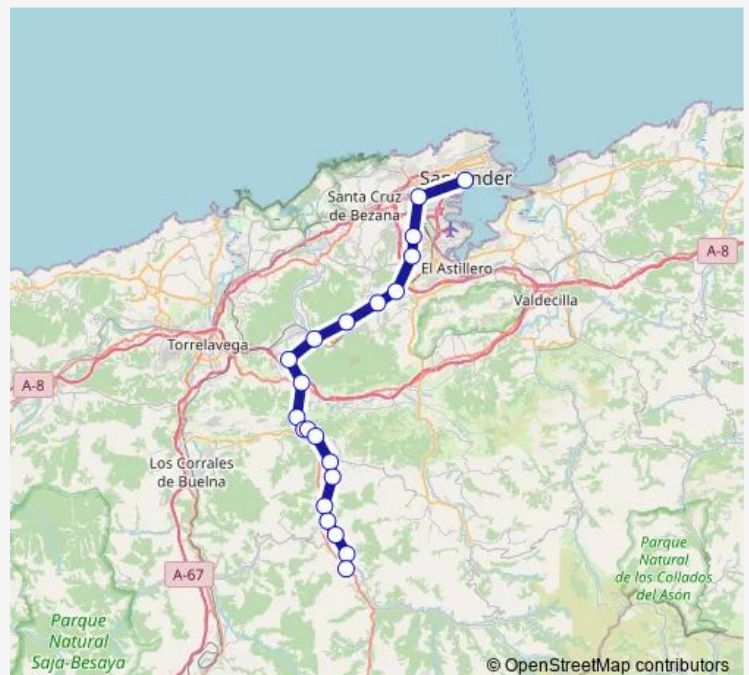 Santander
Santa Cruz
de Bezana
El Astillero
A-8
Valdecilla
Torrelavega
A-8
Los Corrales
de Buelna
Parque
Natural
de los Collados
del Asón
A-67
Parque
Natural
Saja-Besaya
© OpenStreetMap contributors